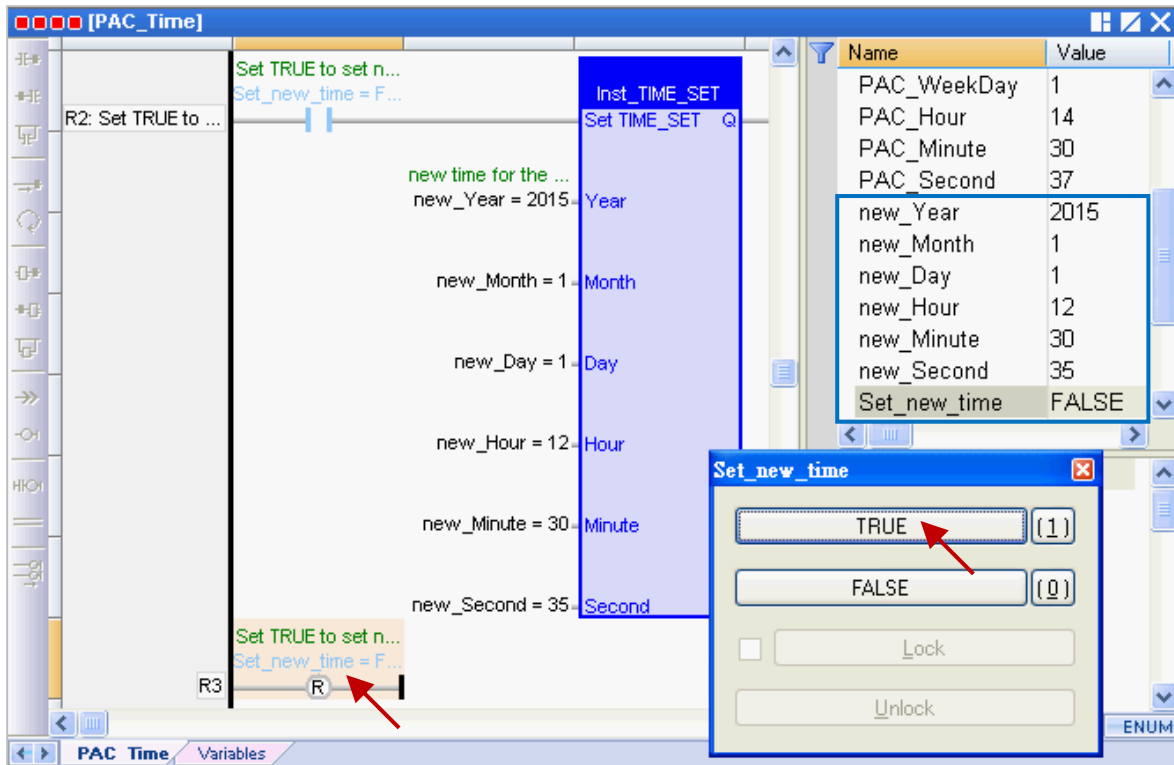 [PAC_Time]
Set TRUE to set n...
Set_new_time = F...
R2: Set TRUE to ...
Inst_TIME_SET
Set TIME_SET Q
new time for the ...
new_Year = 2015 Year
new_Month = 1 Month
new_Day = 1 Day
new_Hour = 12 Hour
new_Minute = 30 Minute
new_Second = 35 Second
Set TRUE to set n...
Set_new_time = F...
R3 R
Name Value
PAC_WeekDay 1
PAC_Hour 14
PAC_Minute 30
PAC_Second 37
new_Year 2015
new_Month 1
new_Day 1
new_Hour 12
new_Minute 30
new_Second 35
Set_new_time FALSE
Set_new_time
TRUE (1)
FALSE (0)
Lock
Unlock
ENUM
PAC_Time Variables